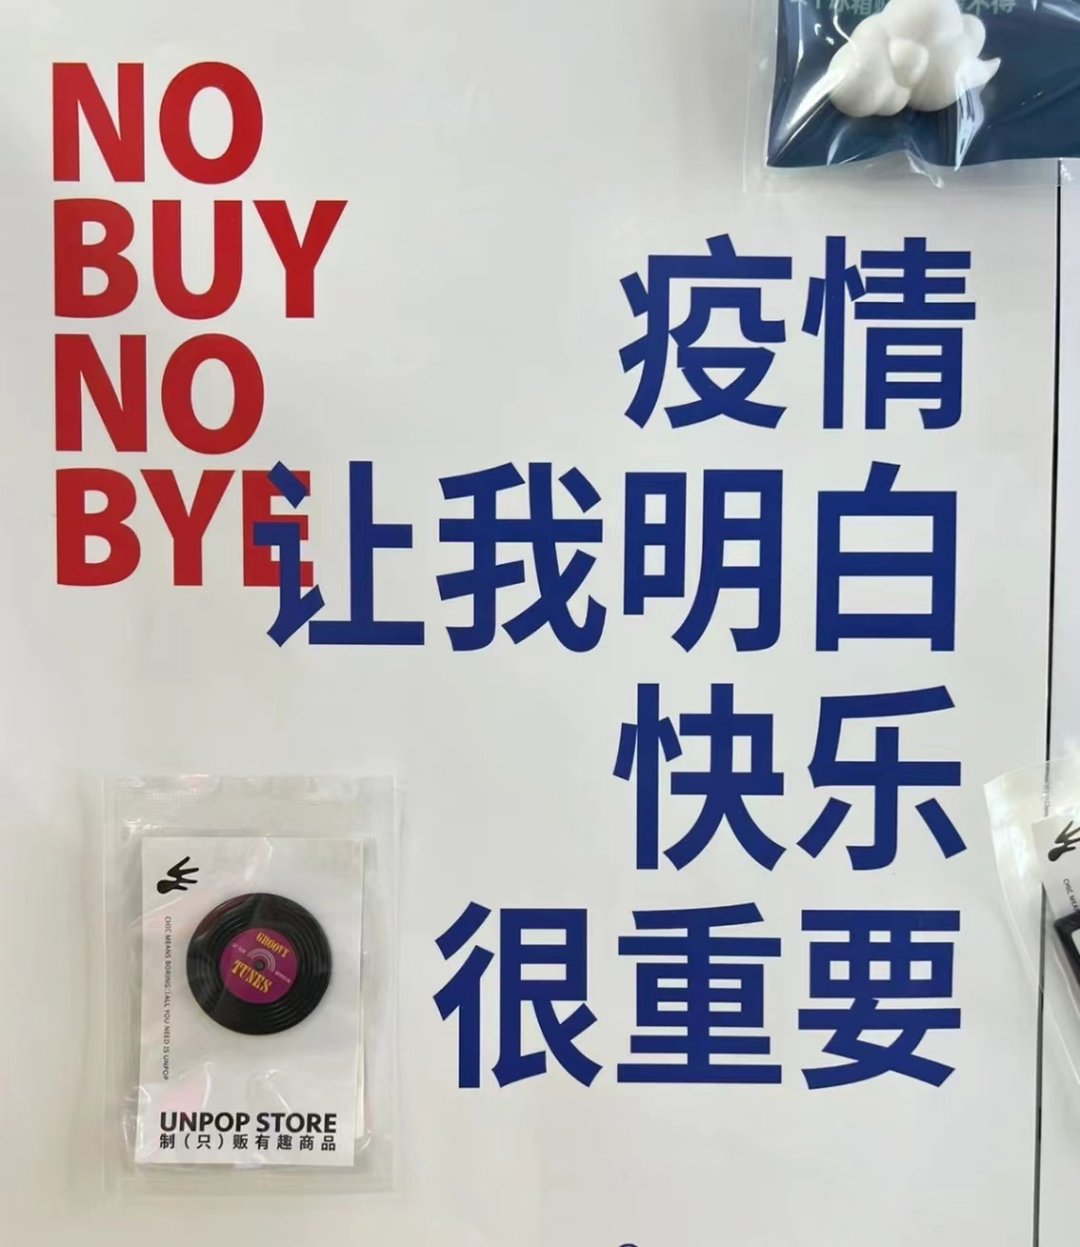 NO
BUY
NO
BYE
疫情
让我明白
快乐
很重要
GROOVY
TUNES
CHIC MEANS BORING
ALL YOU NEED IS UNPOP
UNPOP STORE
制（只）贩有趣商品